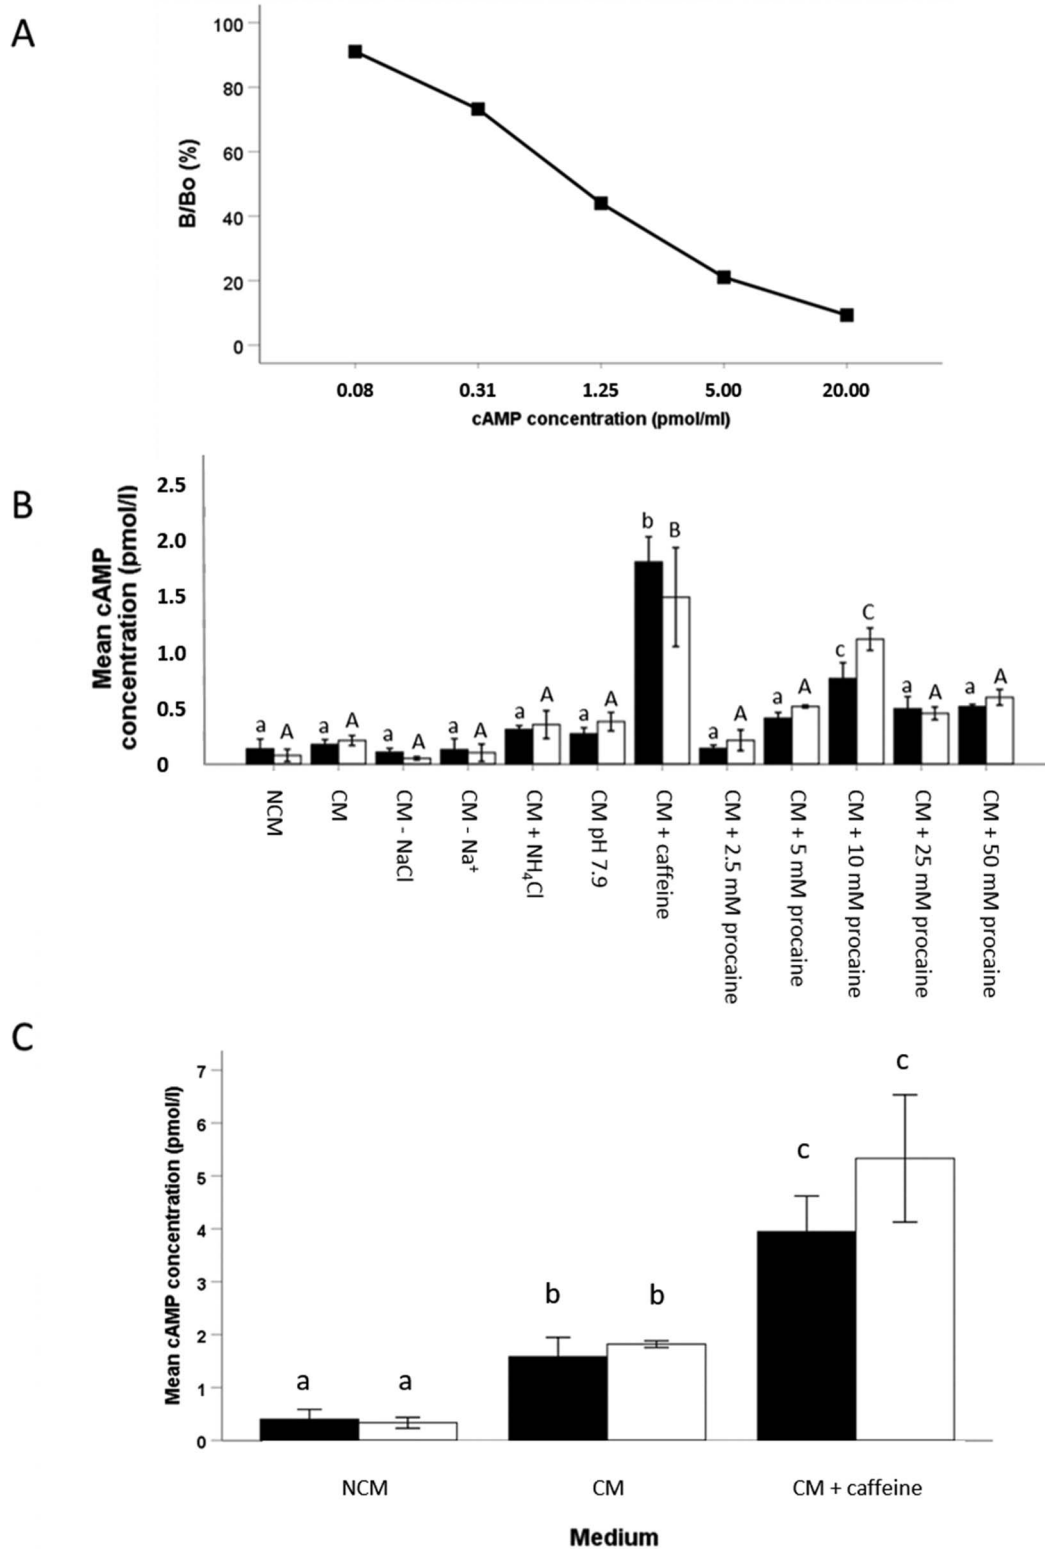 A
100
80
60
40
20
0
B/Bo (%)
0.08 0.31 1.25 5.00 20.00
cAMP concentration (pmol/ml)
B
Mean cAMP
concentration (pmol/l)
2.5
2.0
1.5
1.0
0.5
0
a A a A a A a A a A a A b B a A a A c C a A a A
NCM
CM
CM - NaCl
CM - Na⁺
CM + NH₄Cl
CM pH 7.9
CM + caffeine
CM + 2.5 mM procaine
CM + 5 mM procaine
CM + 10 mM procaine
CM + 25 mM procaine
CM + 50 mM procaine
C
Mean cAMP concentration (pmol/l)
7
6
5
4
3
2
1
0
a a b b c c
NCM CM CM + caffeine
Medium